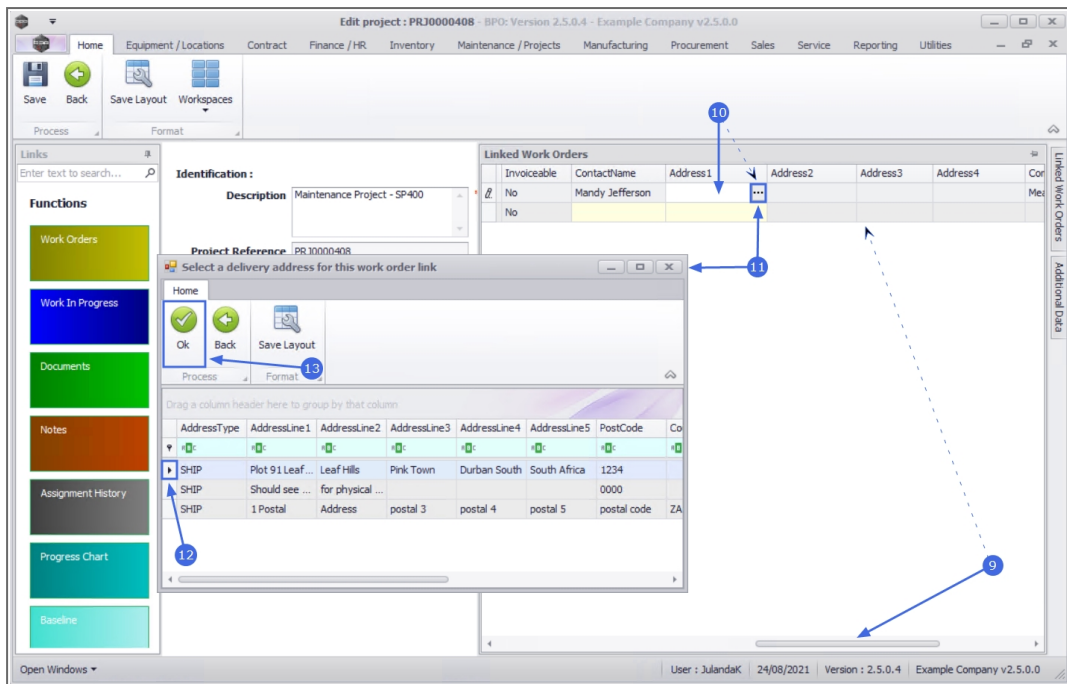 Edit project : PRJ0000408 - BPO: Version 2.5.0.4 - Example Company v2.5.0.0
Home Equipment / Locations Contract Finance / HR Inventory Maintenance / Projects Manufacturing Procurement Sales Service Reporting Utilities
Save Back Save Layout Workspaces
Process Format
Links
Enter text to search...
Functions
Work Orders
Work In Progress
Documents
Notes
Assignment History
Progress Chart
Baseline
Identification :
Description Maintenance Project - SP400
Project Reference PRJ0000408
Linked Work Orders
Invoiceable ContactName Address1 Address2 Address3 Address4 Cor
No Mandy Jefferson ... Mea
No
10
11
Linked Work Orders
Additional Data
Select a delivery address for this work order link
Home
Ok Back Save Layout
13
Process Format
Drag a column header here to group by that column
AddressType AddressLine1 AddressLine2 AddressLine3 AddressLine4 AddressLine5 PostCode Co
SHIP Plot 91 Leaf... Leaf Hills Pink Town Durban South South Africa 1234
SHIP Should see ... for physical ... 0000
SHIP 1 Postal Address postal 3 postal 4 postal 5 postal code ZA
12
9
Open Windows User : JulandaK 24/08/2021 Version : 2.5.0.4 Example Company v2.5.0.0